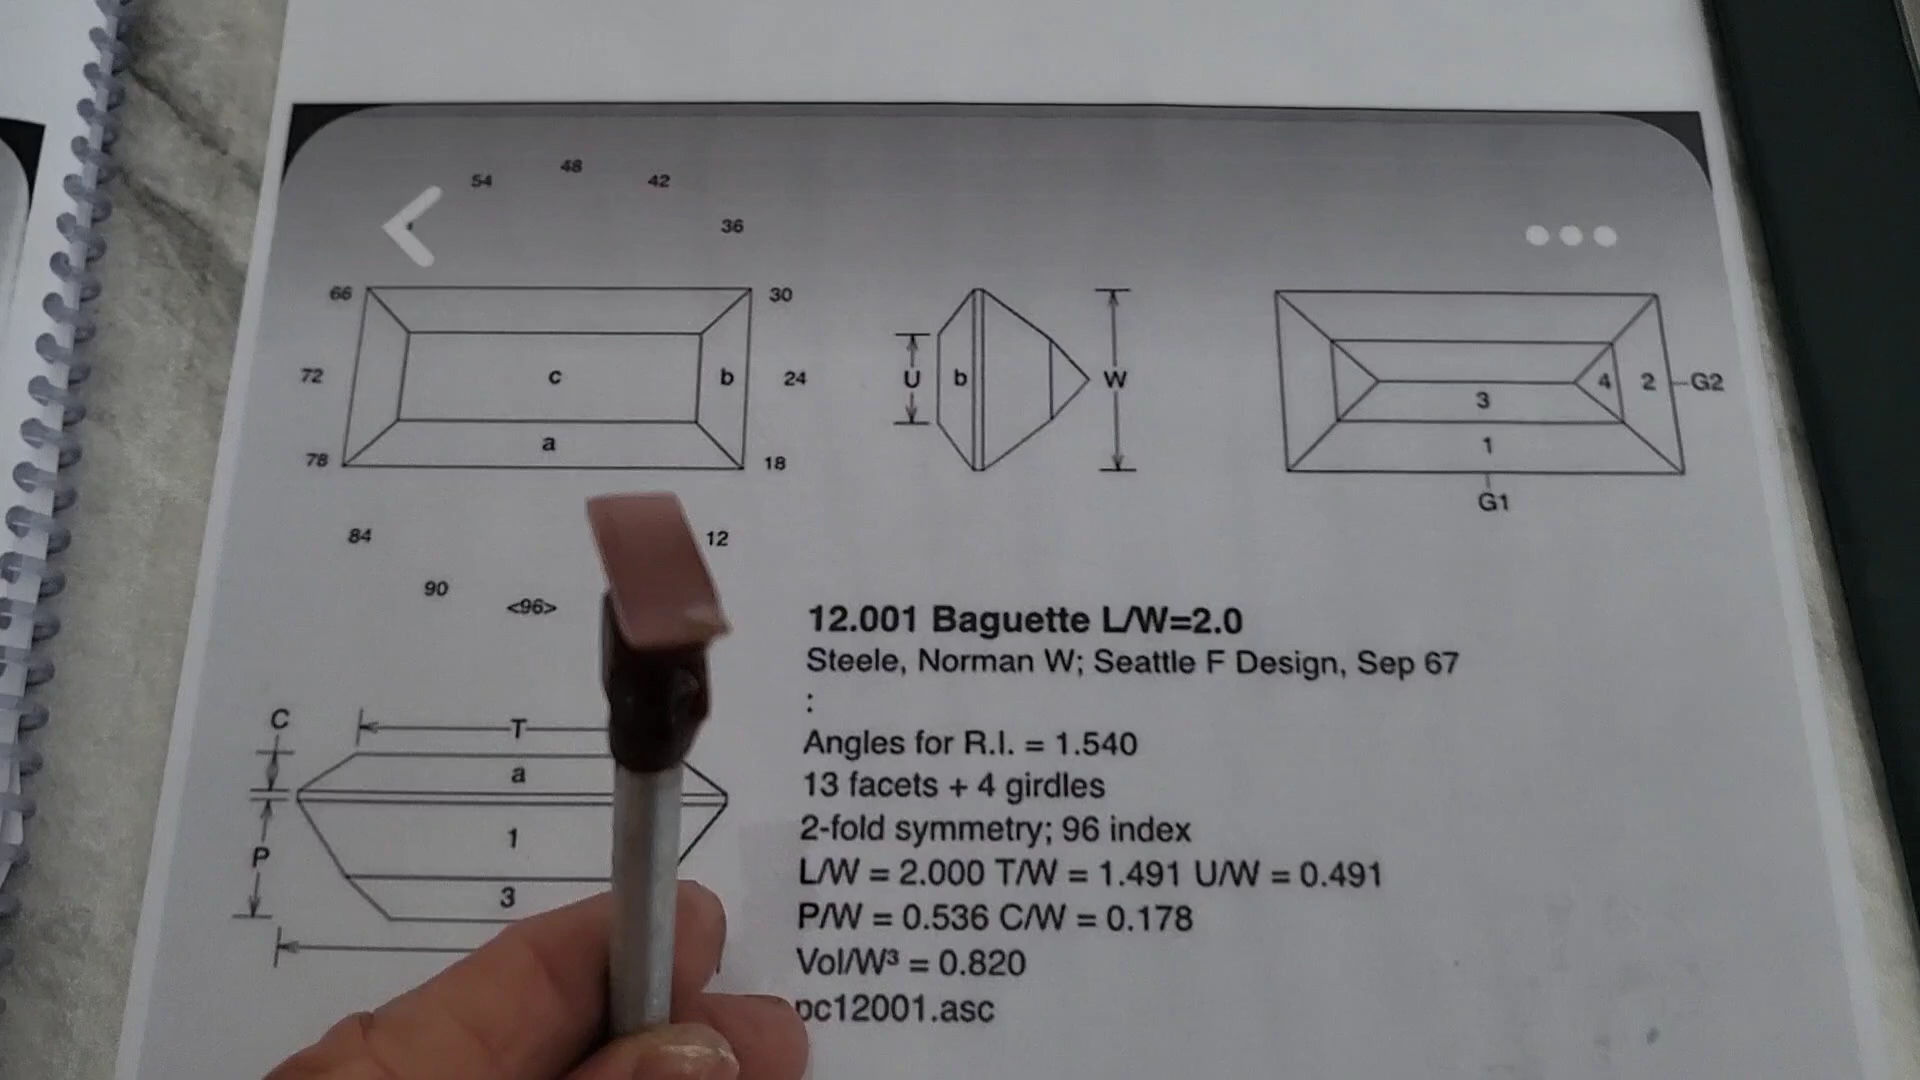 54 48 42
36
66 30
72 c b 24
a
78 18
84 12
90 <96>
U b W
4 2 G2
3
1
G1
C T
a
P 1
3
12.001 Baguette L/W=2.0
Steele, Norman W; Seattle F Design, Sep 67
:
Angles for R.I. = 1.540
13 facets + 4 girdles
2-fold symmetry; 96 index
L/W = 2.000 T/W = 1.491 U/W = 0.491
P/W = 0.536 C/W = 0.178
Vol/W³ = 0.820
pc12001.asc